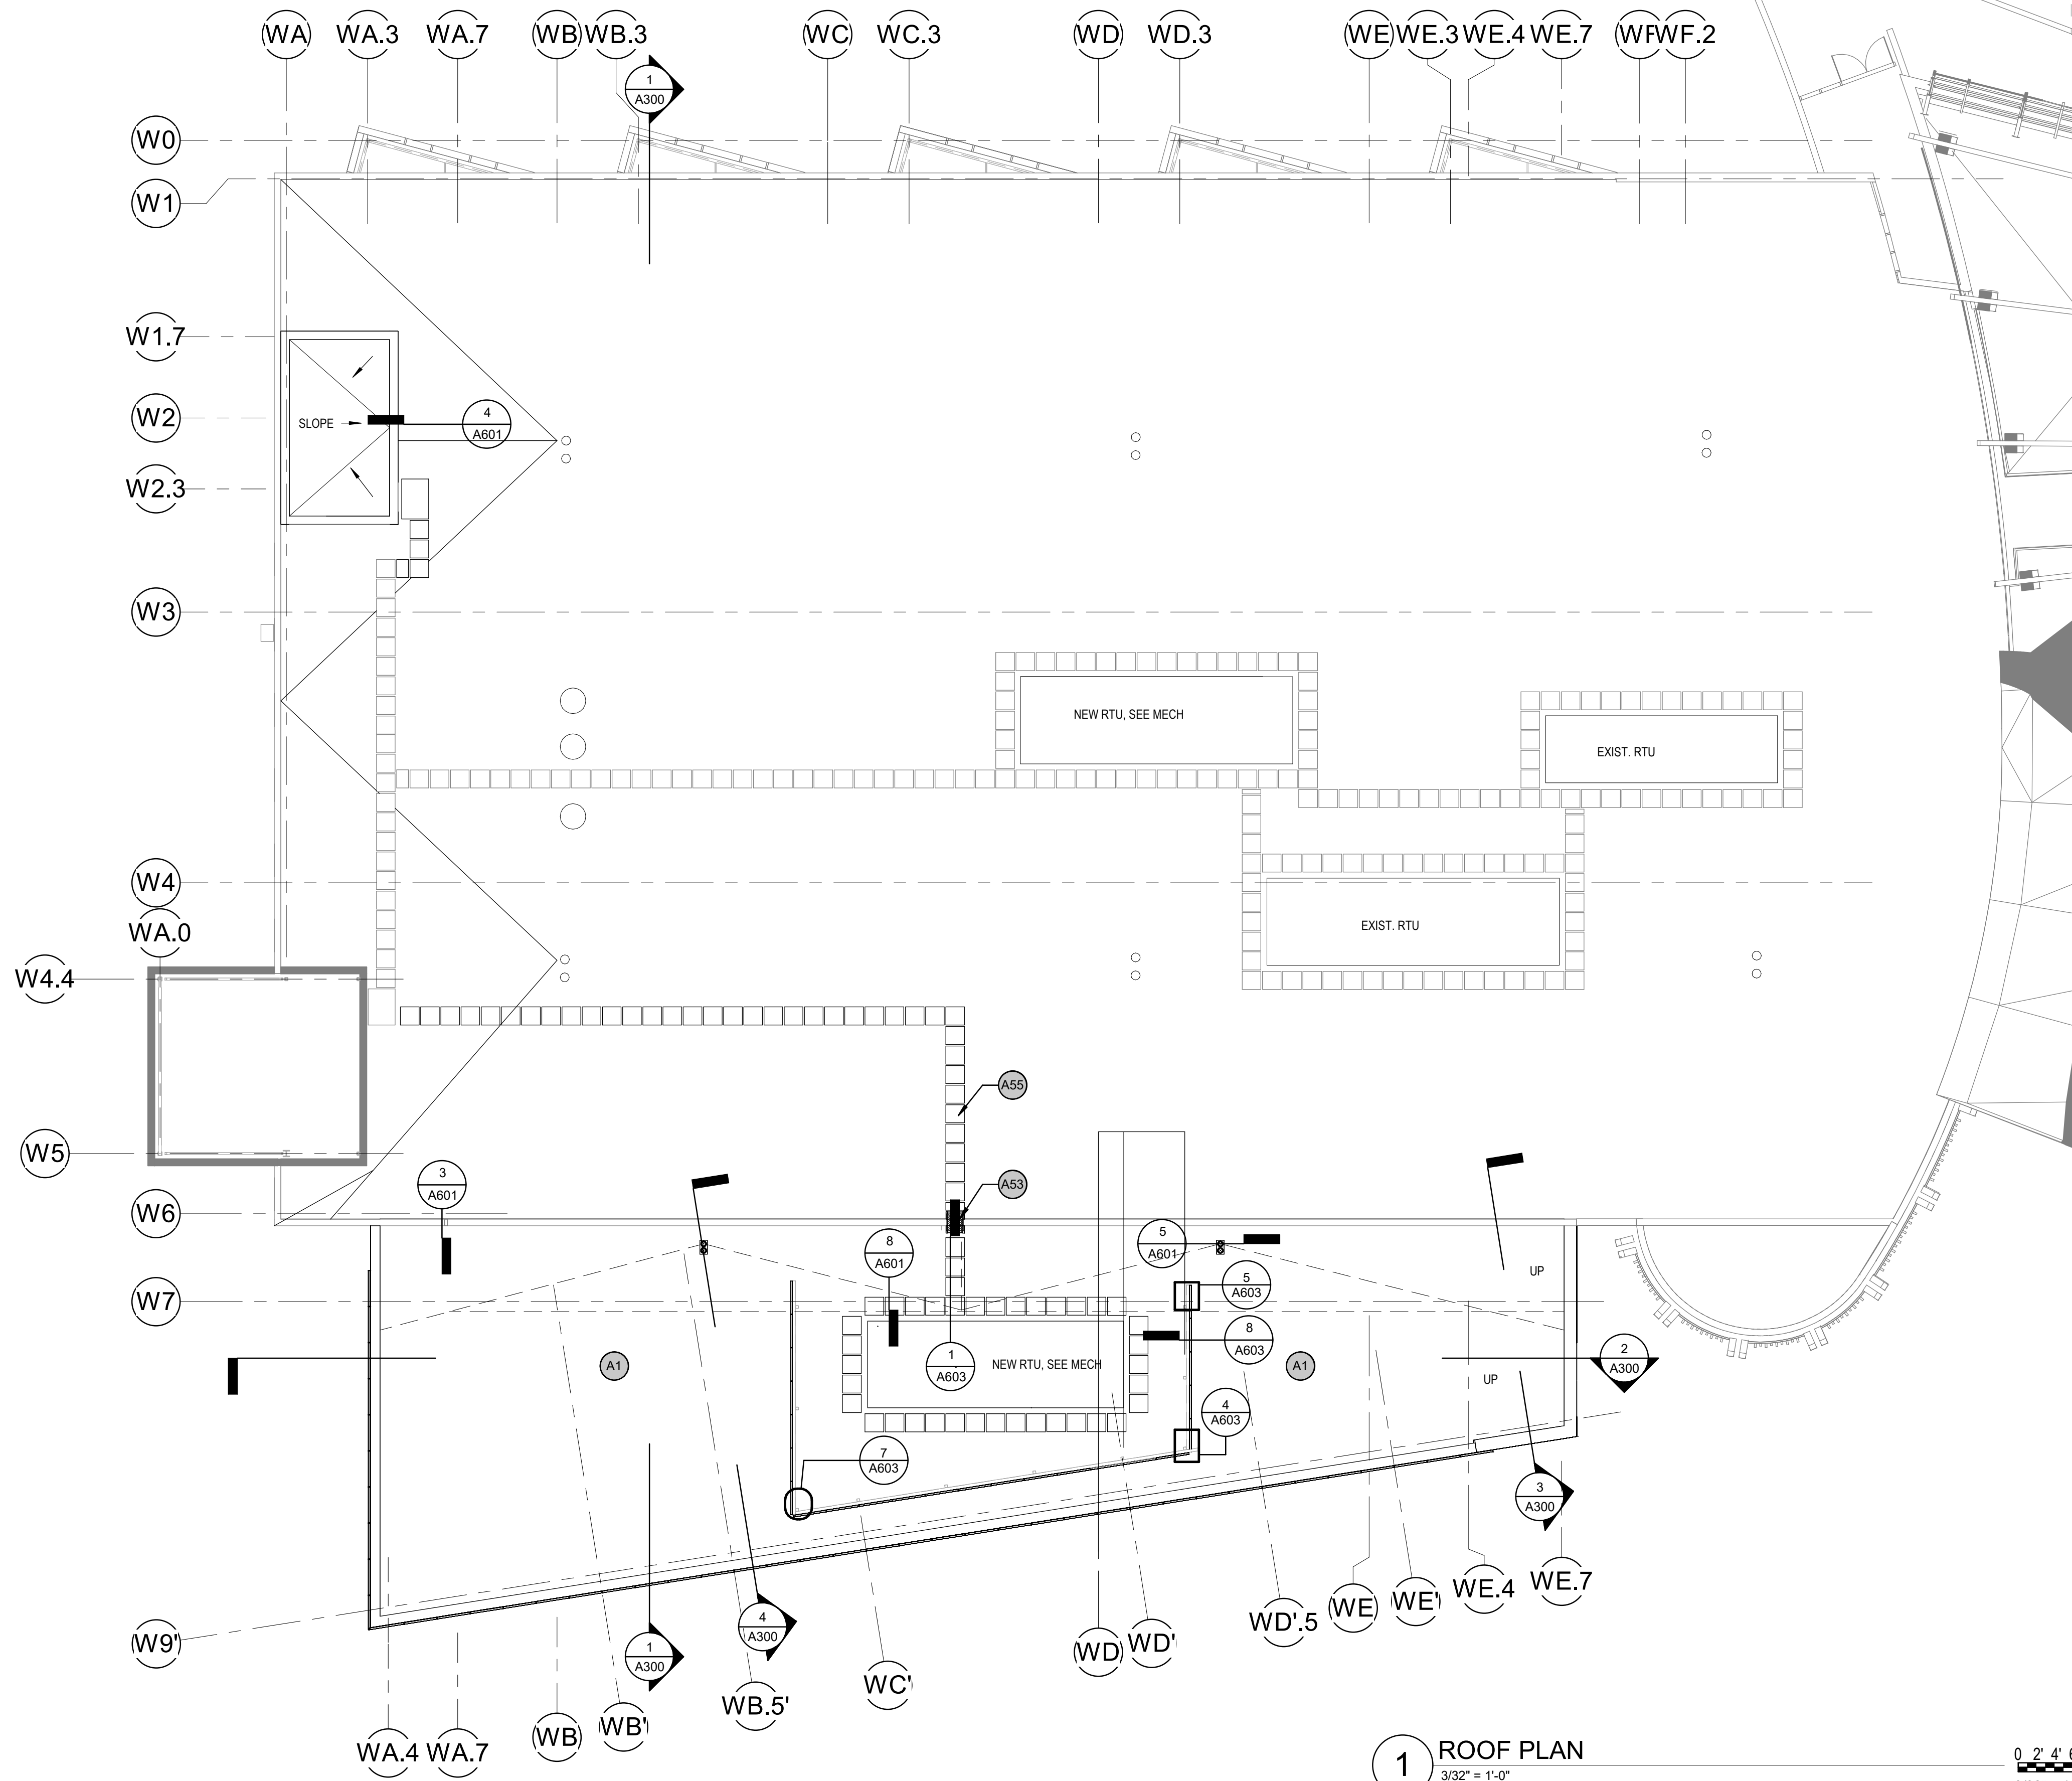 WA WA.3 WA.7 WB WB.3 WC WC.3 WD WD.3 WE WE.3 WE.4 WE.7 WF WF.2
1
A300
W0
W1
W1.7
SLOPE
4
A601
W2
W2.3
W3
NEW RTU, SEE MECH
EXIST. RTU
W4
WA.0
EXIST. RTU
W4.4
A55
W5
3
A601
A53
W6
8
A601
5
A601
UP
5
A603
W7
8
A603
1
A603
NEW RTU, SEE MECH
A1
A1
2
A300
UP
4
A603
7
A603
3
A300
W9'
1
A300
4
A300
WA.4 WA.7 WB WB' WB.5' WC' WD WD' WD'.5 WE WE' WE.4 WE.7
1 ROOF PLAN
3/32" = 1'-0"
0 2' 4'